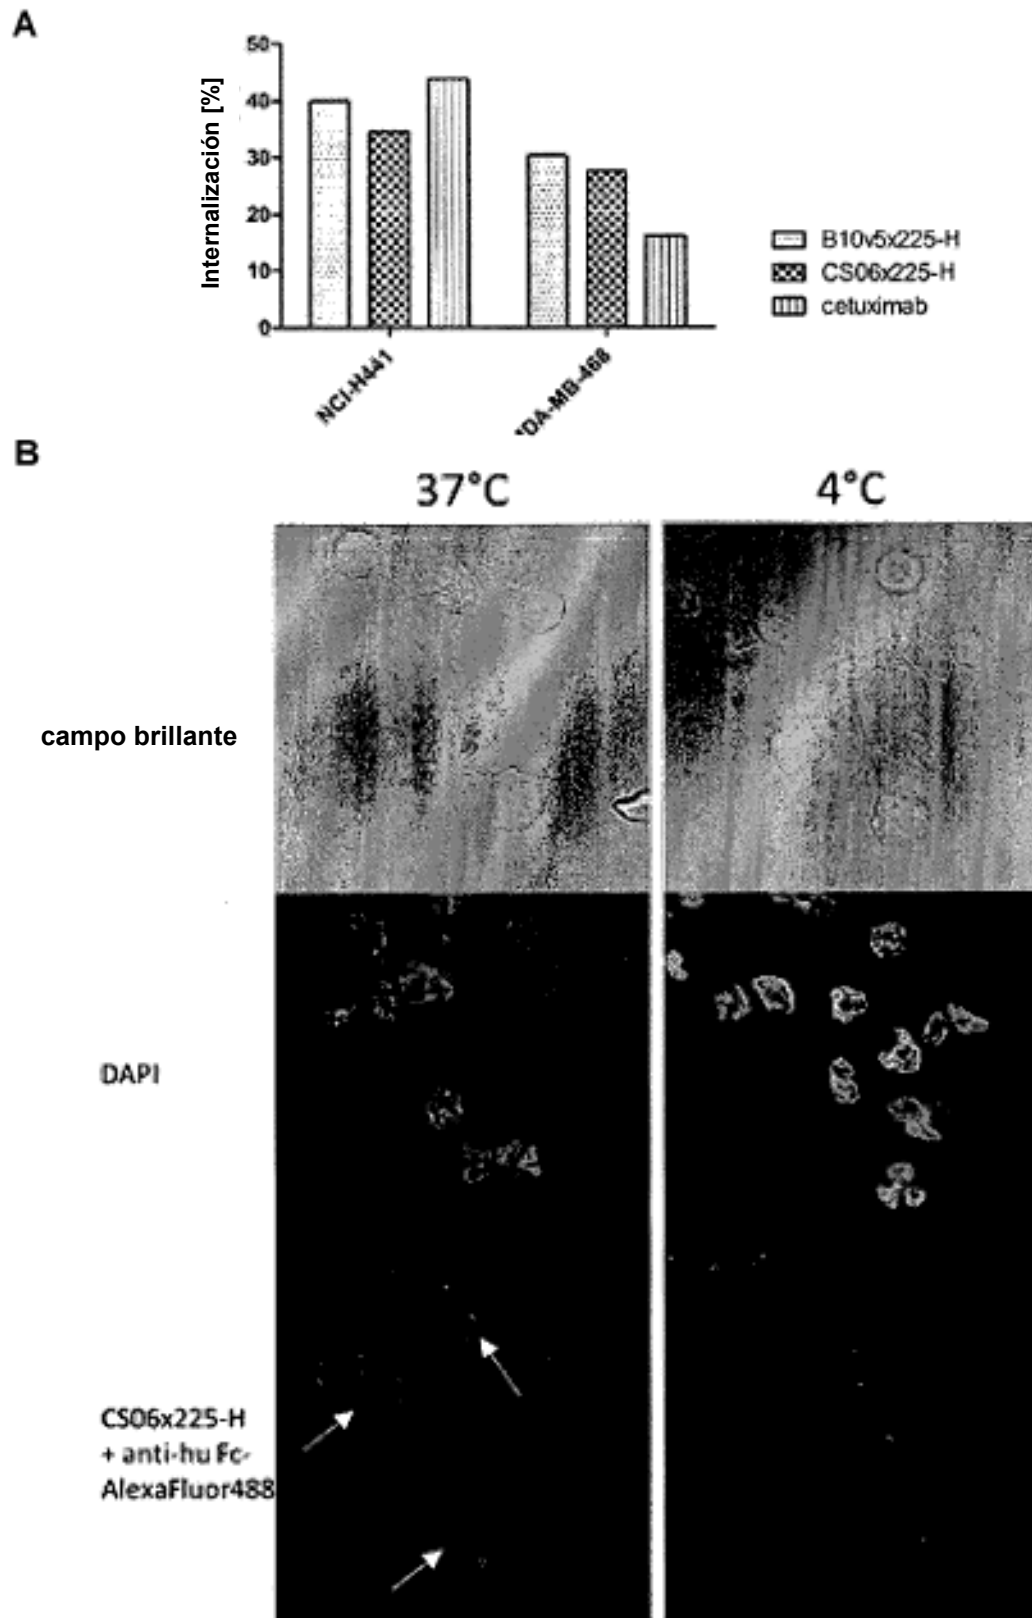 A
50
40
30
20
10
0
Internalización [%]
NCI-H441
B10v5x225-H
CS06x225-H
cetuximab
B
37°C
4°C
campo brillante
DAPI
CS06x225-H
+ anti-hu Fc-
AlexaFluor488